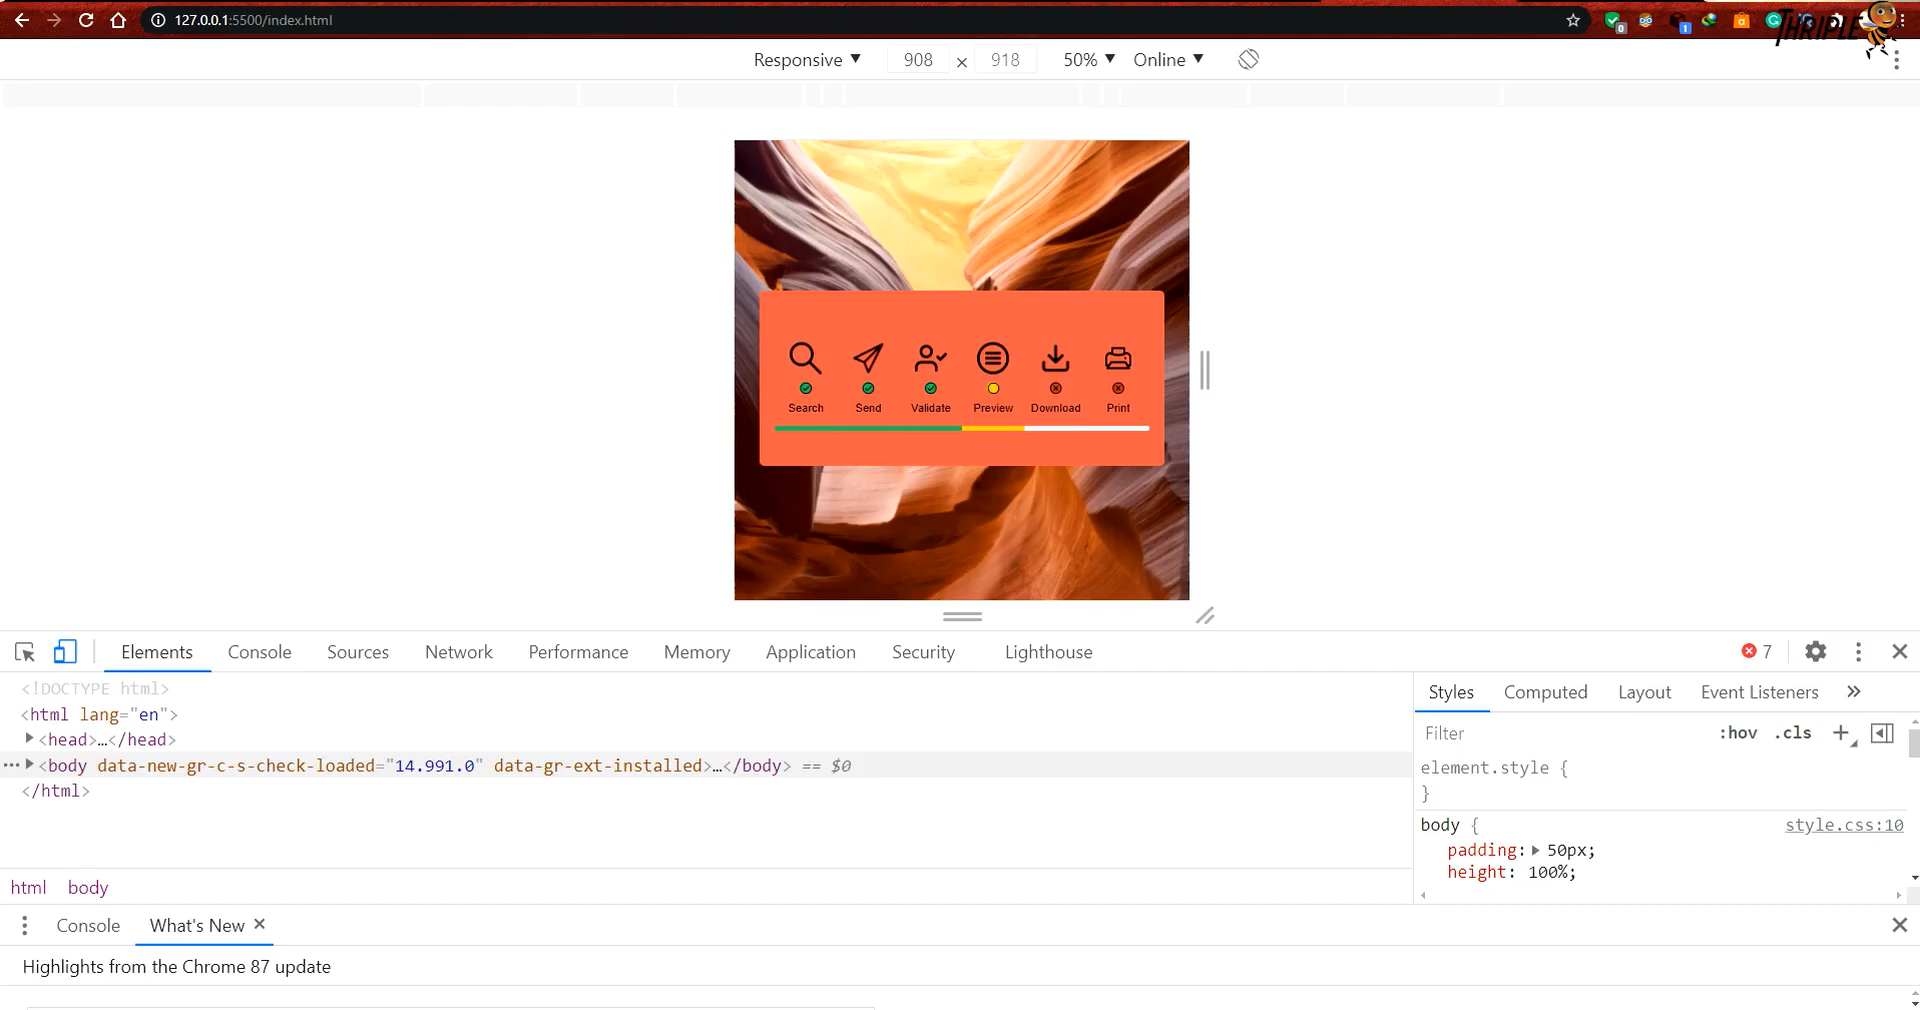 127.0.0.1:5500/index.html
THRIPLE
0
1
Responsive ▼ 908 × 918 50% ▼ Online ▼
Search Send Validate Preview Download Print
Elements Console Sources Network Performance Memory Application Security Lighthouse 7
<!DOCTYPE html>
<html lang="en">
<head>…</head>
<body data-new-gr-c-s-check-loaded="14.991.0" data-gr-ext-installed>…</body> == $0
</html>
html body
Styles Computed Layout Event Listeners »
Filter :hov .cls +
element.style {
}
body { style.css:10
padding: 50px;
height: 100%;
Console What's New ×
Highlights from the Chrome 87 update